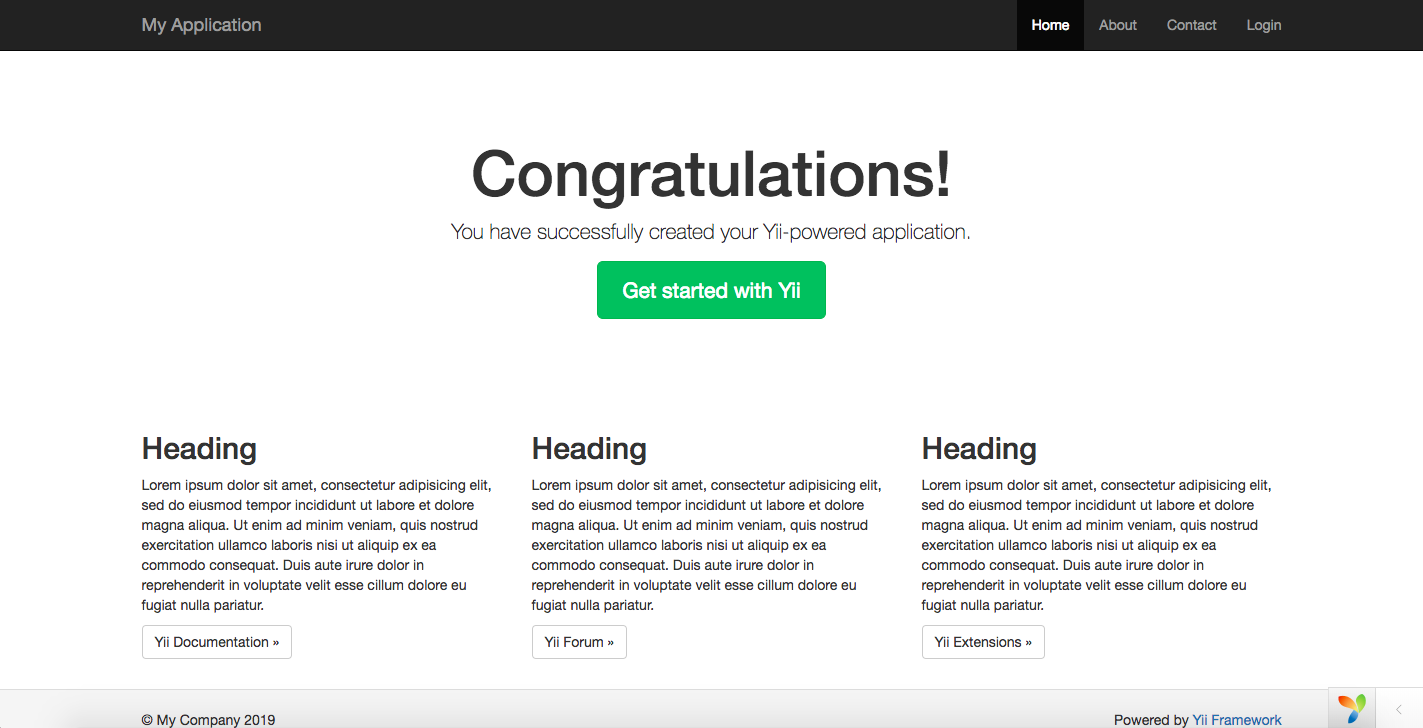 My Application
Home
About
Contact
Login
Congratulations!
You have successfully created your Yii-powered application.
Get started with Yii
Heading
Lorem ipsum dolor sit amet, consectetur adipisicing elit,
sed do eiusmod tempor incididunt ut labore et dolore
magna aliqua. Ut enim ad minim veniam, quis nostrud
exercitation ullamco laboris nisi ut aliquip ex ea
commodo consequat. Duis aute irure dolor in
reprehenderit in voluptate velit esse cillum dolore eu
fugiat nulla pariatur.
Yii Documentation »
Heading
Lorem ipsum dolor sit amet, consectetur adipisicing elit,
sed do eiusmod tempor incididunt ut labore et dolore
magna aliqua. Ut enim ad minim veniam, quis nostrud
exercitation ullamco laboris nisi ut aliquip ex ea
commodo consequat. Duis aute irure dolor in
reprehenderit in voluptate velit esse cillum dolore eu
fugiat nulla pariatur.
Yii Forum »
Heading
Lorem ipsum dolor sit amet, consectetur adipisicing elit,
sed do eiusmod tempor incididunt ut labore et dolore
magna aliqua. Ut enim ad minim veniam, quis nostrud
exercitation ullamco laboris nisi ut aliquip ex ea
commodo consequat. Duis aute irure dolor in
reprehenderit in voluptate velit esse cillum dolore eu
fugiat nulla pariatur.
Yii Extensions »
© My Company 2019
Powered by Yii Framework